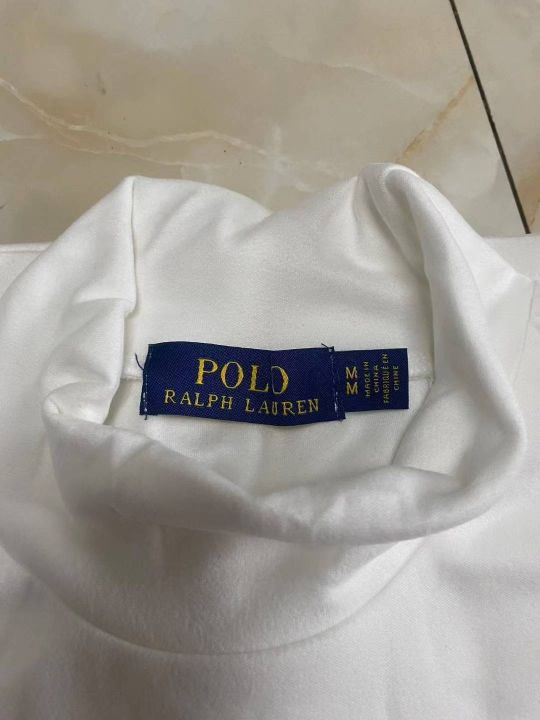 POLO
RALPH LAUREN
M
M
MADE IN
CHINA
FABRIQUÉ EN
CHINE